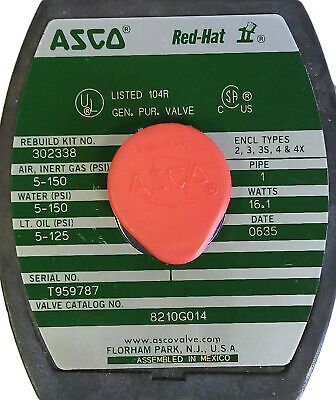 ASCO® Red-Hat II®
UL® LISTED 104R
GEN. PUR. VALVE
SA® C US
REBUILD KIT NO.
302338
ENCL TYPES
2, 3, 3S, 4 & 4X
AIR, INERT GAS (PSI)
5-150
PIPE
1
WATER (PSI)
5-150
WATTS
16.1
LT. OIL (PSI)
5-125
DATE
0635
ASCO®
SERIAL NO.
T959787
VALVE CATALOG NO.
8210G014
www.ascovalve.com
FLORHAM PARK, N.J., U.S.A.
ASSEMBLED IN MEXICO